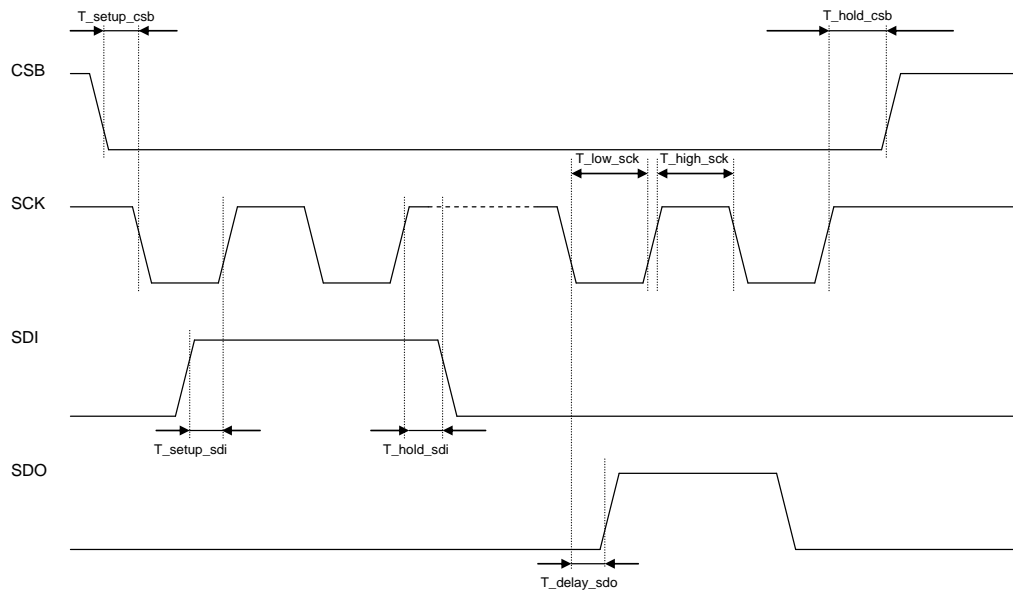 T_setup_csb
T_hold_csb
CSB
T_low_sck
T_high_sck
SCK
SDI
T_setup_sdi
T_hold_sdi
SDO
T_delay_sdo